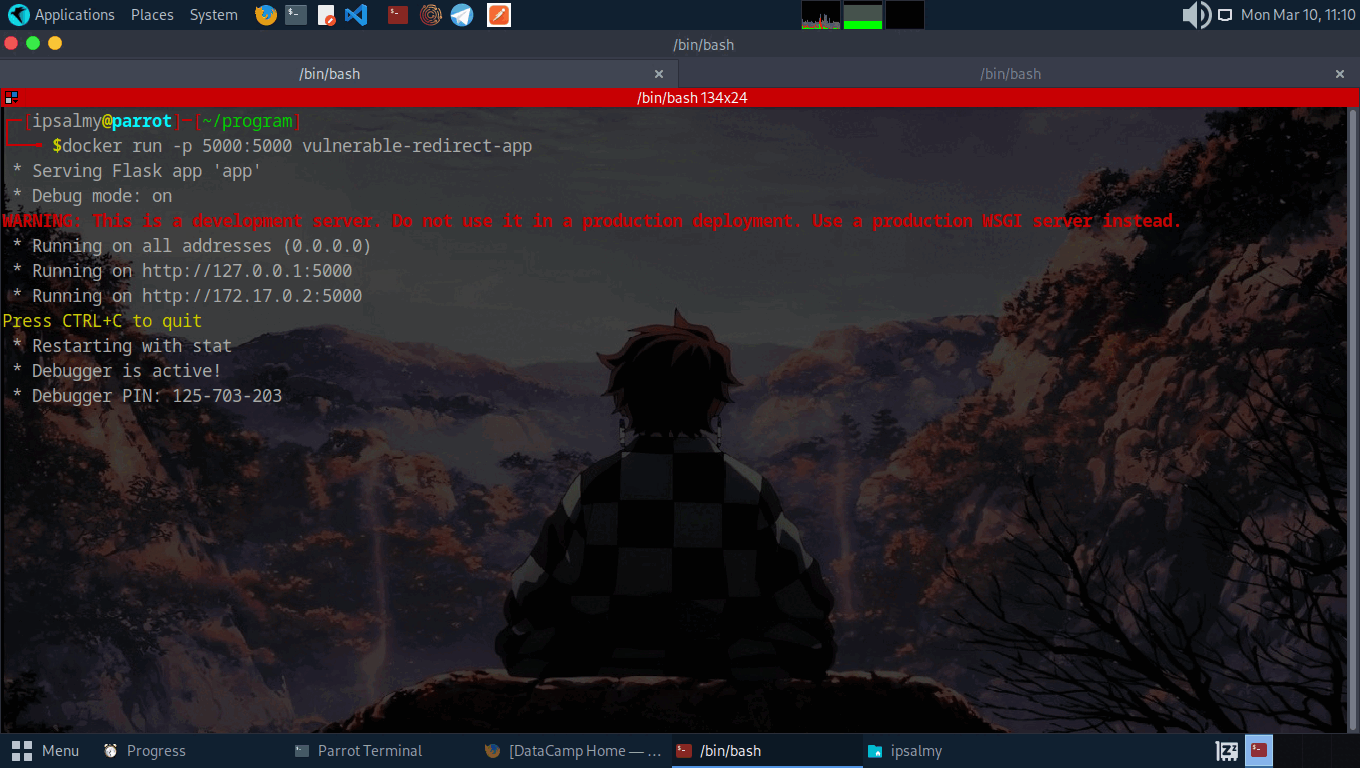 Applications Places System Mon Mar 10, 11:10
/bin/bash
/bin/bash × /bin/bash ×
/bin/bash 134x24
[ipsalmy@parrot]-[~/program]
$docker run -p 5000:5000 vulnerable-redirect-app
* Serving Flask app 'app'
* Debug mode: on
WARNING: This is a development server. Do not use it in a production deployment. Use a production WSGI server instead.
* Running on all addresses (0.0.0.0)
* Running on http://127.0.0.1:5000
* Running on http://172.17.0.2:5000
Press CTRL+C to quit
* Restarting with stat
* Debugger is active!
* Debugger PIN: 125-703-203
Menu Progress Parrot Terminal [DataCamp Home — ... /bin/bash ipsalmy